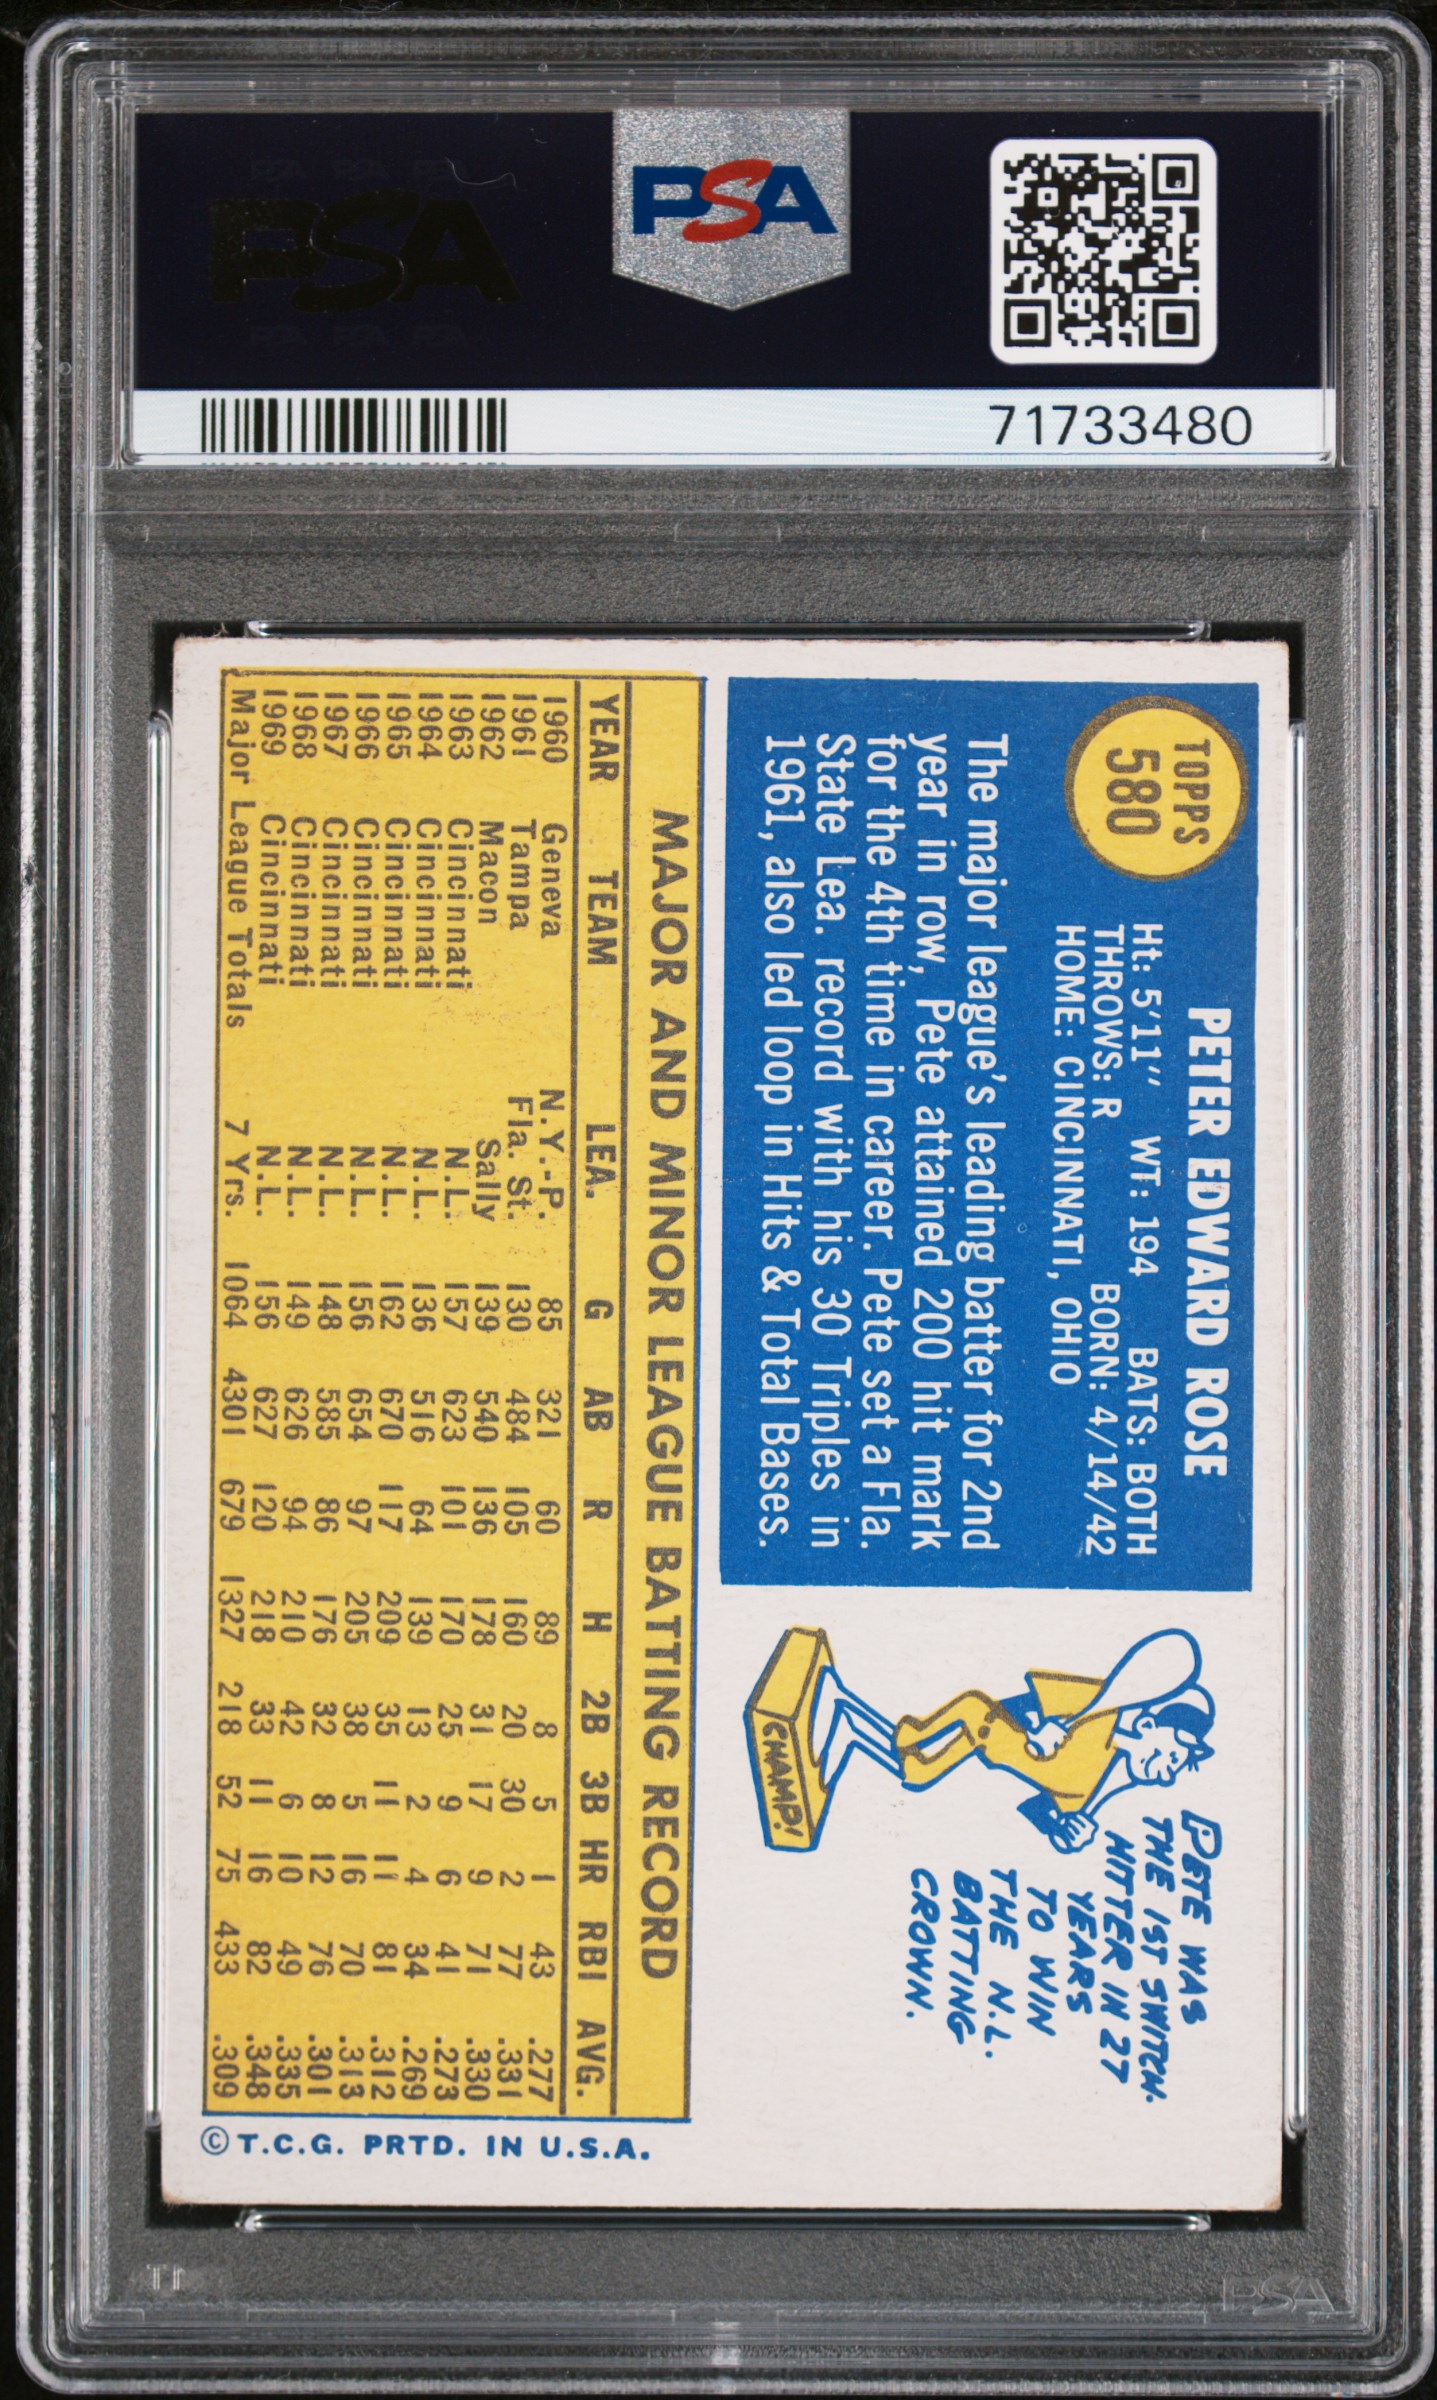 PSA
PSA
71733480
TOPPS
580
PETER EDWARD ROSE
Ht: 5'11" WT: 194 BATS: BOTH
THROWS: R BORN: 4/14/42
HOME: CINCINNATI, OHIO
The major league's leading batter for 2nd
year in row, Pete attained 200 hit mark
for the 4th time in career. Pete set a Fla.
State Lea. record with his 30 Triples in
1961, also led loop in Hits & Total Bases.
PETE WAS
THE 1ST SWITCH-
HITTER IN 27
YEARS
TO WIN
THE N.L.
BATTING
CROWN.
CHAMP!
MAJOR AND MINOR LEAGUE BATTING RECORD
YEAR TEAM LEA. G AB R H 2B 3B HR RBI AVG.
1960 Geneva N.Y.-P. 85 321 60 89 8 5 1 43 .277
1961 Tampa Fla. St. 130 484 105 160 20 30 2 77 .331
1962 Macon Sally 139 540 136 178 31 17 9 71 .330
1963 Cincinnati N.L. 157 623 101 170 25 9 6 41 .273
1964 Cincinnati N.L. 136 516 64 139 13 2 4 34 .269
1965 Cincinnati N.L. 162 670 117 209 35 11 11 81 .312
1966 Cincinnati N.L. 156 654 97 205 38 5 16 70 .313
1967 Cincinnati N.L. 148 585 86 176 32 8 12 76 .301
1968 Cincinnati N.L. 149 626 94 210 42 6 10 49 .335
1969 Cincinnati N.L. 156 627 120 218 33 11 16 82 .348
Major League Totals 7 Yrs. 1064 4301 679 1327 218 52 75 433 .309
© T.C.G. PRTD. IN U.S.A.
PSA